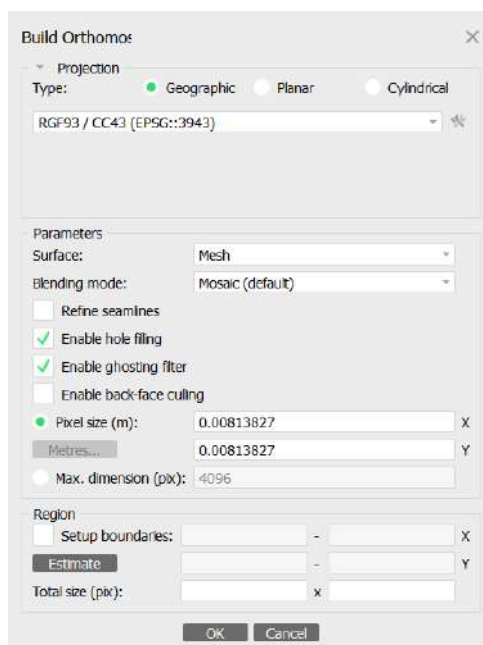 Build Orthomos
Projection
Type: Geographic Planar Cylindrical
RGF93 / CC43 (EPSG::3943)
Parameters
Surface: Mesh
Blending mode: Mosaic (default)
Refine seamlines
Enable hole filling
Enable ghosting filter
Enable back-face culling
Pixel size (m): 0.00813827 X
Metres... 0.00813827 Y
Max. dimension (pix): 4096
Region
Setup boundaries: - X
Estimate - Y
Total size (pix): x
OK Cancel